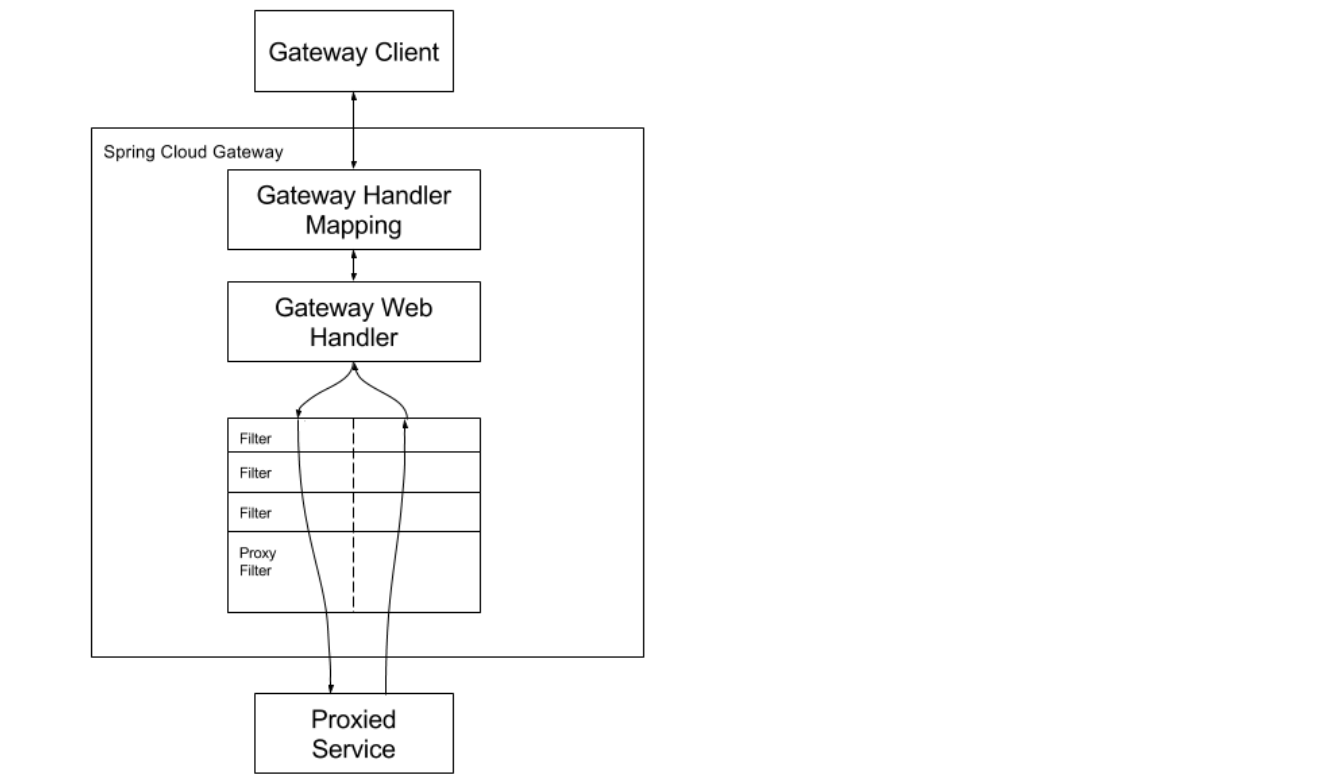 Gateway Client
Spring Cloud Gateway
Gateway Handler
Mapping
Gateway Web
Handler
Filter
Filter
Filter
Proxy
Filter
Proxied
Service